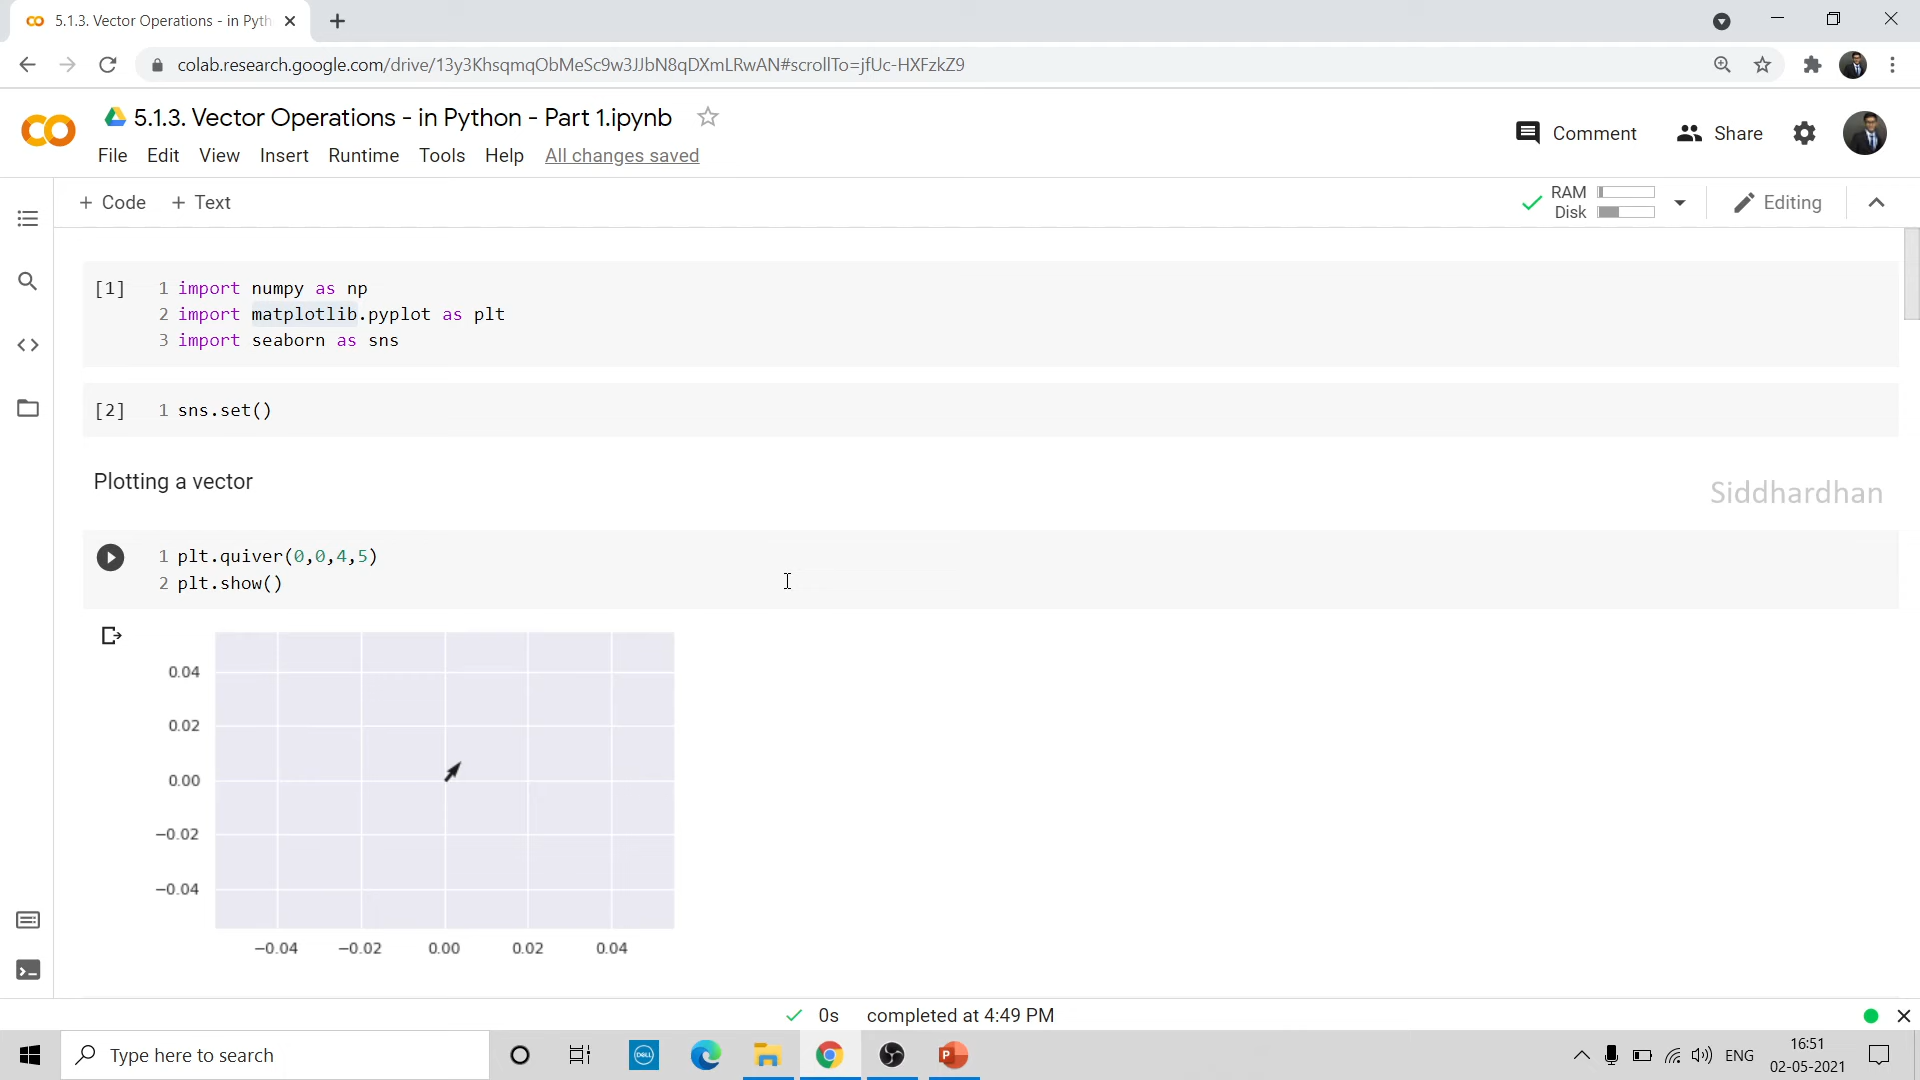 5.1.3. Vector Operations - in Pyth
colab.research.google.com/drive/13y3KhsqmqObMeSc9w3JJbN8qDXmLRwAN#scrollTo=jfUc-HXFzkZ9
5.1.3. Vector Operations - in Python - Part 1.ipynb
Comment Share
File Edit View Insert Runtime Tools Help All changes saved
+ Code + Text
RAM
Disk
Editing
[1] 1 import numpy as np
2 import matplotlib.pyplot as plt
3 import seaborn as sns
[2] 1 sns.set()
Plotting a vector
Siddhardhan
1 plt.quiver(0,0,4,5)
2 plt.show()
0.04
0.02
0.00
−0.02
−0.04
−0.04 −0.02 0.00 0.02 0.04
0s completed at 4:49 PM
Type here to search
DELL
P
ENG
16:51
02-05-2021